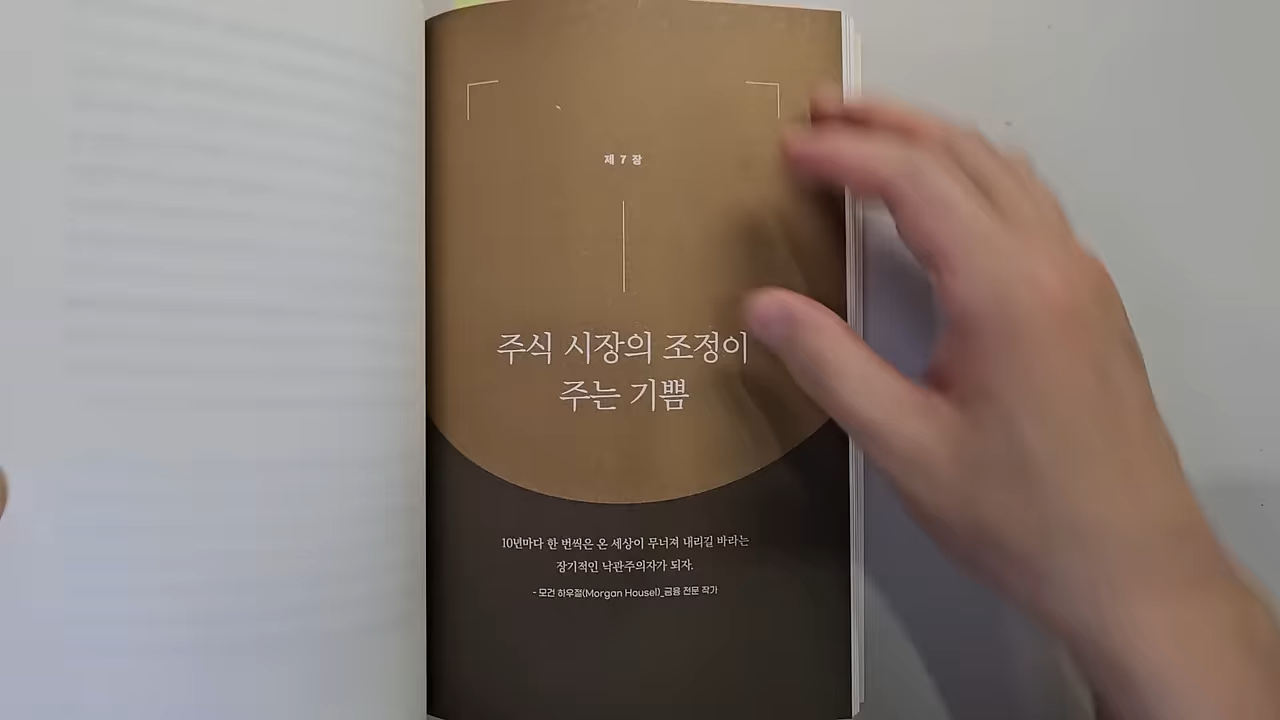 제 7 장
주식 시장의 조정이
주는 기쁨
10년마다 한 번씩은 온 세상이 무너져 내리길 바라는
장기적인 낙관주의자가 되자.
- 모건 하우절(Morgan Housel)_금융 전문 작가